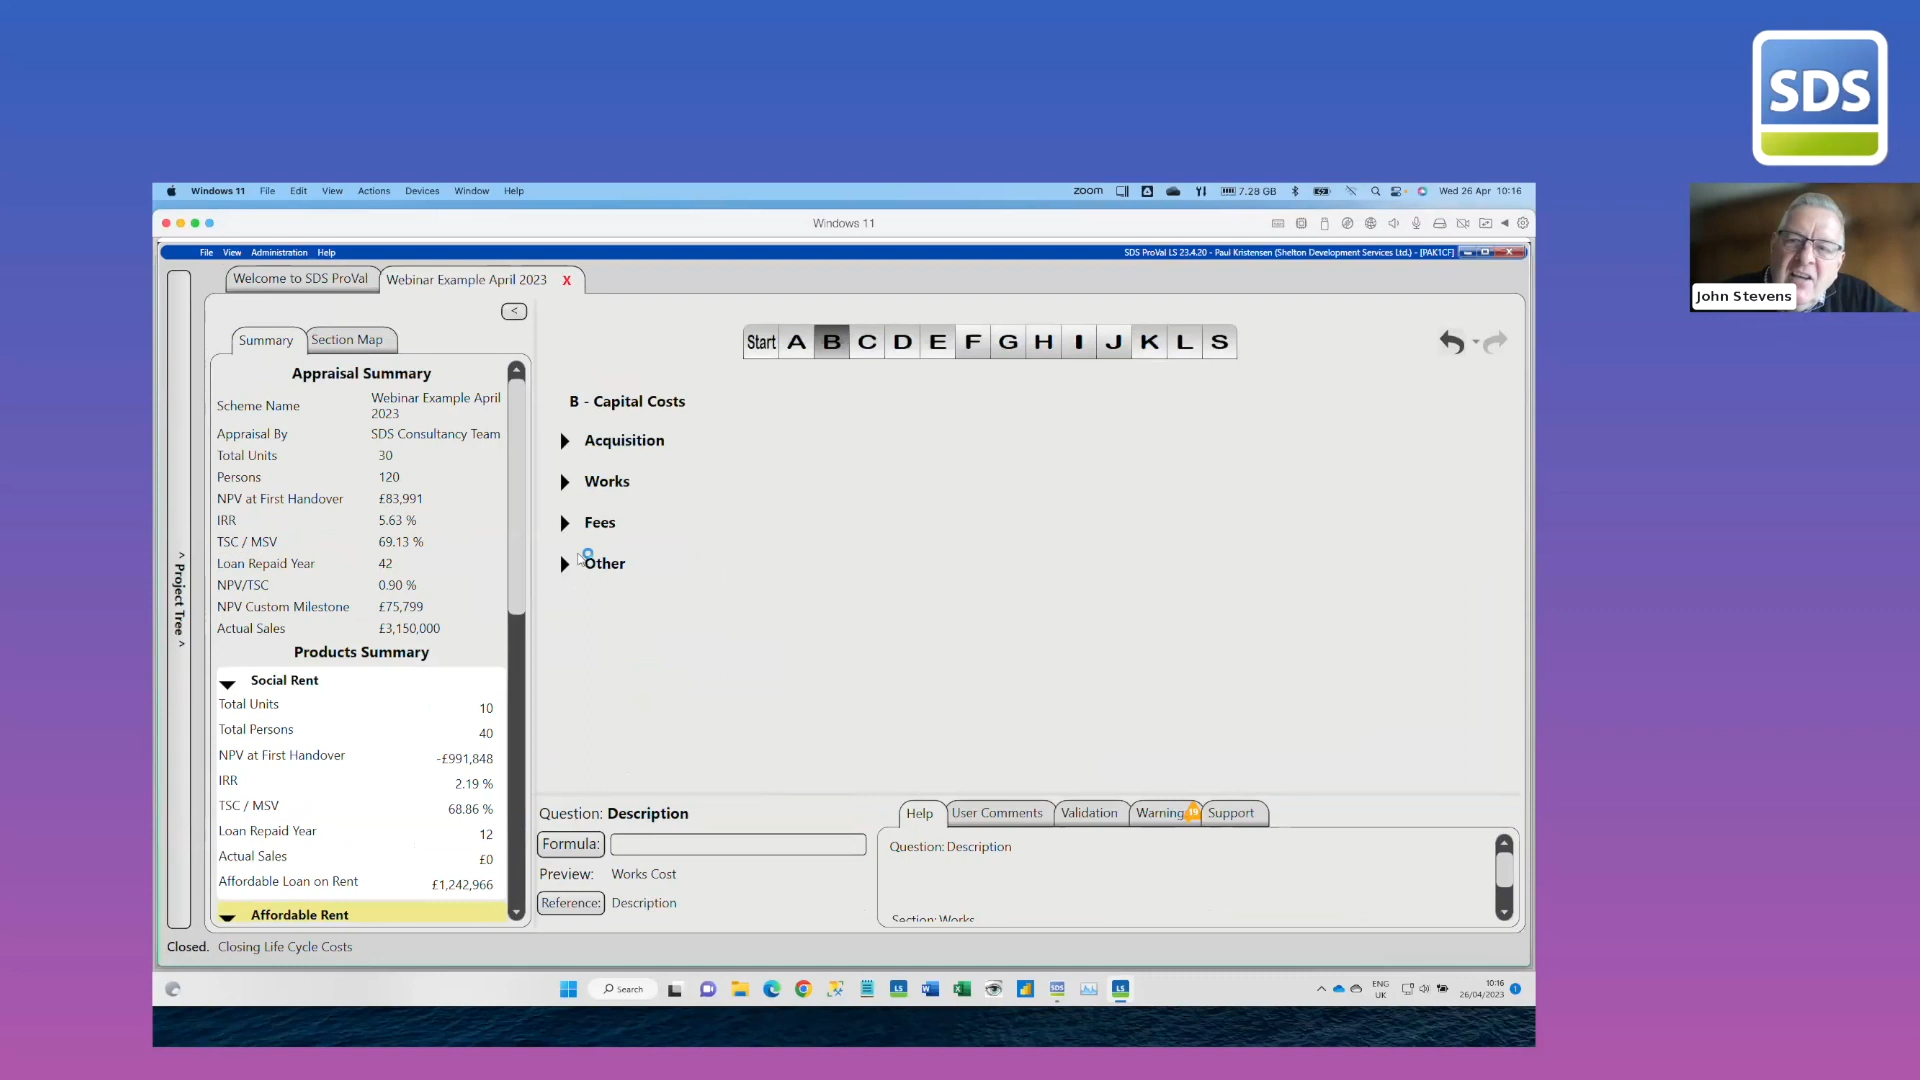 SDS
Windows 11 File Edit View Actions Devices Window Help
zoom 7.28 GB Wed 26 Apr 10:16
Windows 11
John Stevens
File View Administration Help
SDS ProVal LS 23.4.20 - Paul Kristensen (Shelton Development Services Ltd.) - [PAK1CF]
Welcome to SDS ProVal
Webinar Example April 2023 X
<
Summary
Section Map
Start A B C D E F G H I J K L S
Appraisal Summary
Scheme Name Webinar Example April 2023
Appraisal By SDS Consultancy Team
Total Units 30
Persons 120
NPV at First Handover £83,991
IRR 5.63 %
TSC / MSV 69.13 %
Loan Repaid Year 42
NPV/TSC 0.90 %
NPV Custom Milestone £75,799
Actual Sales £3,150,000
Products Summary
Social Rent
Total Units 10
Total Persons 40
NPV at First Handover -£991,848
IRR 2.19 %
TSC / MSV 68.86 %
Loan Repaid Year 12
Actual Sales £0
Affordable Loan on Rent £1,242,966
Affordable Rent
^ Project Tree ^
B - Capital Costs
Acquisition
Works
Fees
Other
Question: Description
Formula:
Preview: Works Cost
Reference: Description
Help
User Comments
Validation
Warning 19
Support
Question: Description
Section: Works
Closed. Closing Life Cycle Costs
Search
LS
SDS
LS
ENG
UK
10:16
26/04/2023
1